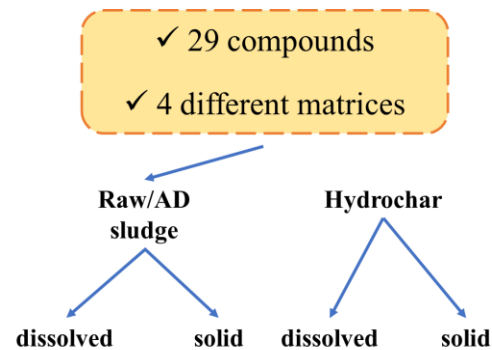 ✓ 29 compounds
✓ 4 different matrices
Raw/AD
sludge
Hydrochar
dissolved
solid
dissolved
solid